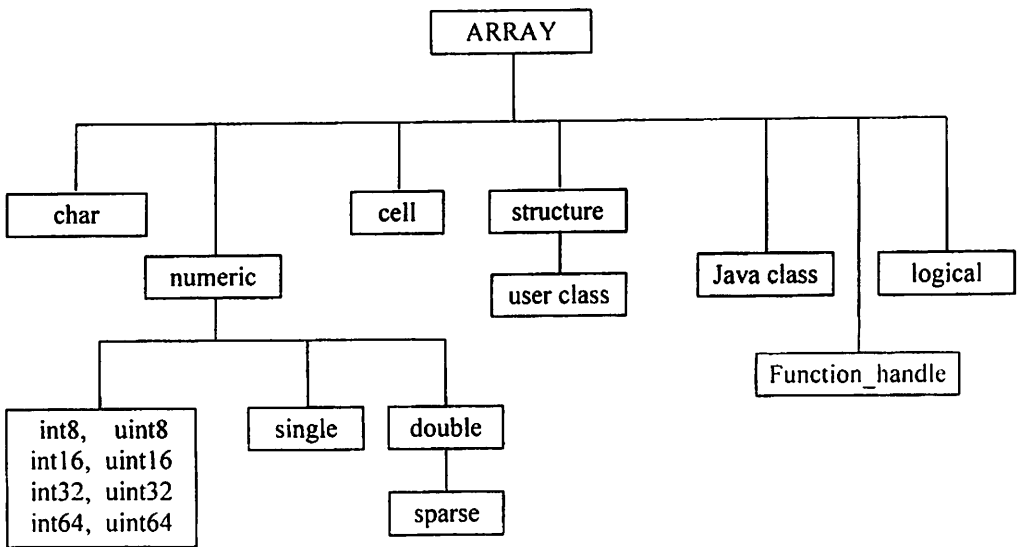 ARRAY
char
cell
structure
numeric
user class
Java class
logical
Function_handle
int8, uint8
int16, uint16
int32, uint32
int64, uint64
single
double
sparse